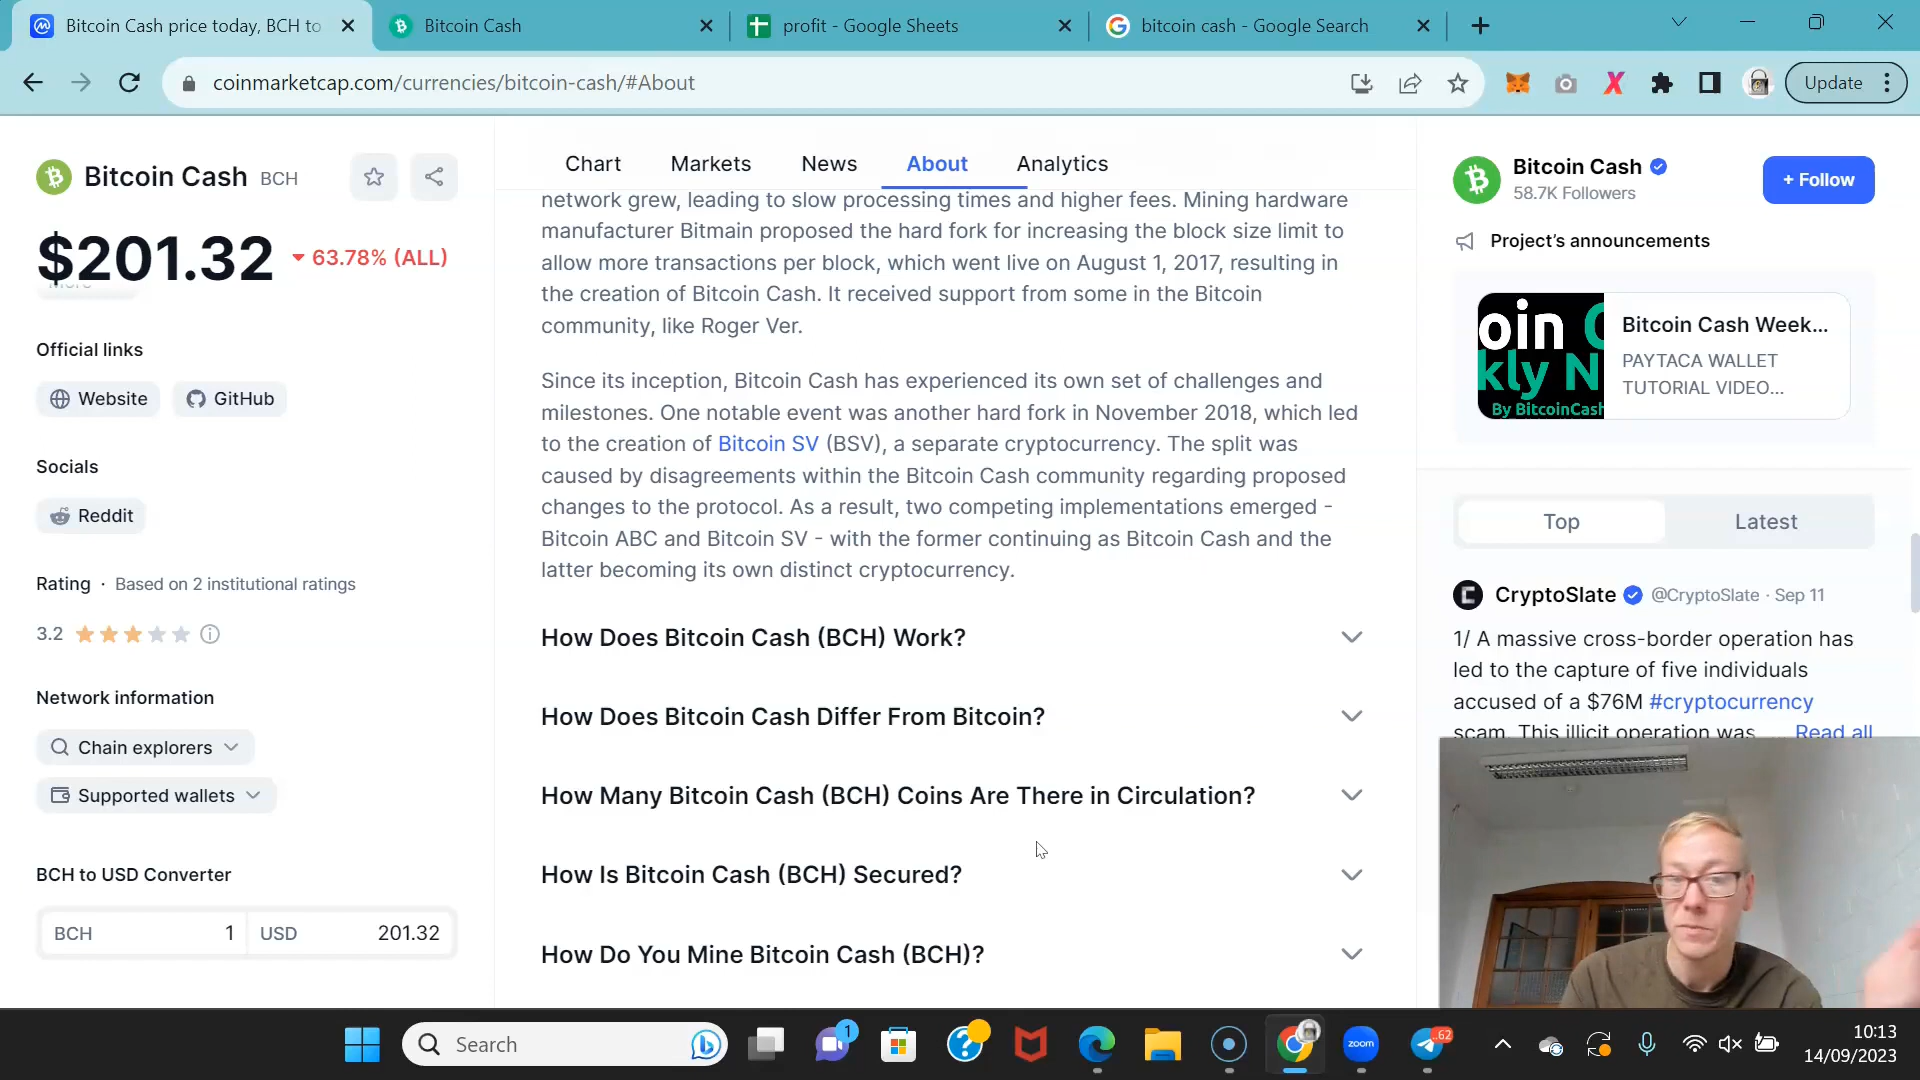 Bitcoin Cash price today, BCH to
Bitcoin Cash
profit - Google Sheets
bitcoin cash - Google Search
coinmarketcap.com/currencies/bitcoin-cash/#About
Update
Bitcoin Cash BCH
$201.32 63.78% (ALL)
More
Official links
Website
GitHub
Socials
Reddit
Rating · Based on 2 institutional ratings
3.2
Network information
Chain explorers
Supported wallets
BCH to USD Converter
BCH 1 USD 201.32
Chart Markets News About Analytics
network grew, leading to slow processing times and higher fees. Mining hardware
manufacturer Bitmain proposed the hard fork for increasing the block size limit to
allow more transactions per block, which went live on August 1, 2017, resulting in
the creation of Bitcoin Cash. It received support from some in the Bitcoin
community, like Roger Ver.
Since its inception, Bitcoin Cash has experienced its own set of challenges and
milestones. One notable event was another hard fork in November 2018, which led
to the creation of Bitcoin SV (BSV), a separate cryptocurrency. The split was
caused by disagreements within the Bitcoin Cash community regarding proposed
changes to the protocol. As a result, two competing implementations emerged -
Bitcoin ABC and Bitcoin SV - with the former continuing as Bitcoin Cash and the
latter becoming its own distinct cryptocurrency.
How Does Bitcoin Cash (BCH) Work?
How Does Bitcoin Cash Differ From Bitcoin?
How Many Bitcoin Cash (BCH) Coins Are There in Circulation?
How Is Bitcoin Cash (BCH) Secured?
How Do You Mine Bitcoin Cash (BCH)?
Bitcoin Cash
58.7K Followers
+ Follow
Project's announcements
oin C
kly N
By BitcoinCash
Bitcoin Cash Week...
PAYTACA WALLET
TUTORIAL VIDEO...
Top Latest
CryptoSlate @CryptoSlate · Sep 11
1/ A massive cross-border operation has
led to the capture of five individuals
accused of a $76M #cryptocurrency
scam. This illicit operation was ... Read all
Search
1
zoom
62
10:13
14/09/2023